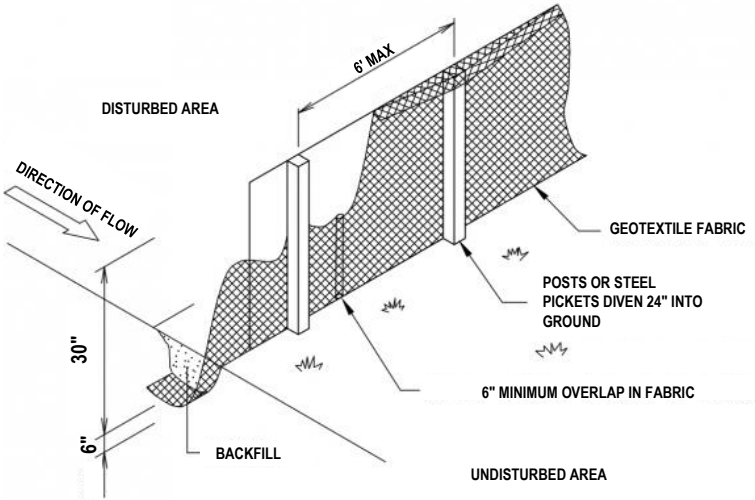 6' MAX
DISTURBED AREA
DIRECTION OF FLOW
GEOTEXTILE FABRIC
POSTS OR STEEL
PICKETS DIVEN 24" INTO
GROUND
30"
6" MINIMUM OVERLAP IN FABRIC
6"
BACKFILL
UNDISTURBED AREA